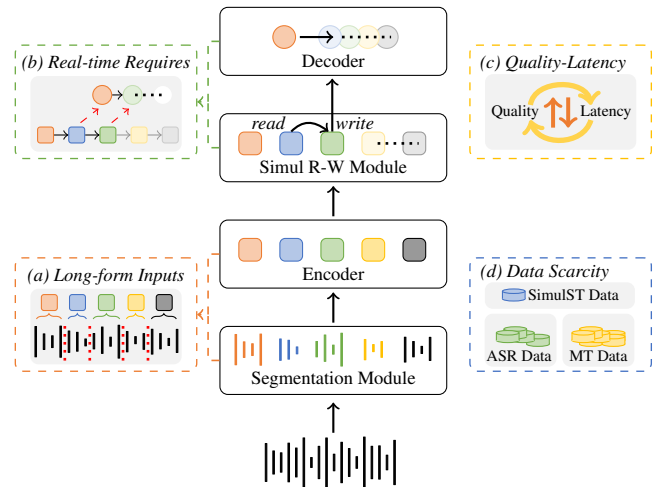 (b) Real-time Requires
Decoder
(c) Quality-Latency
Quality
Latency
read
write
Simul R-W Module
(a) Long-form Inputs
Encoder
(d) Data Scarcity
SimulST Data
ASR Data
MT Data
Segmentation Module